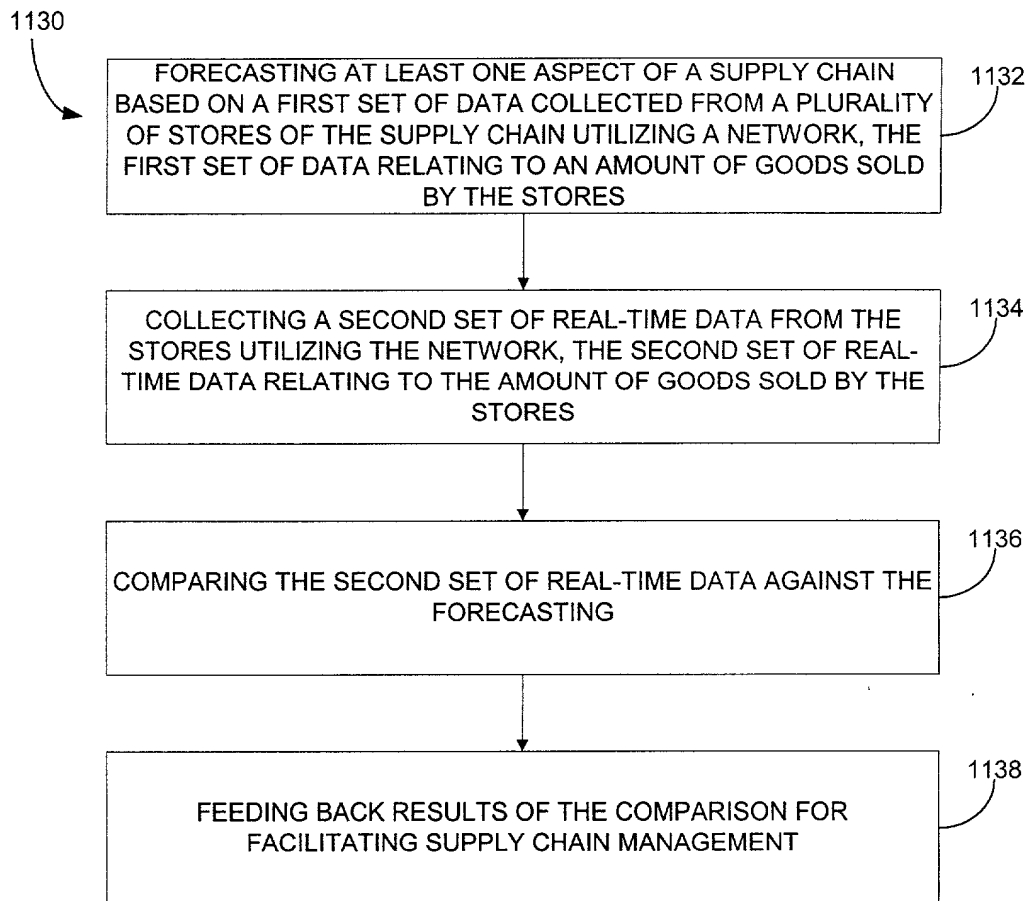 1130
FORECASTING AT LEAST ONE ASPECT OF A SUPPLY CHAIN
BASED ON A FIRST SET OF DATA COLLECTED FROM A PLURALITY
OF STORES OF THE SUPPLY CHAIN UTILIZING A NETWORK, THE
FIRST SET OF DATA RELATING TO AN AMOUNT OF GOODS SOLD
BY THE STORES
1132
COLLECTING A SECOND SET OF REAL-TIME DATA FROM THE
STORES UTILIZING THE NETWORK, THE SECOND SET OF REAL-
TIME DATA RELATING TO THE AMOUNT OF GOODS SOLD BY THE
STORES
1134
COMPARING THE SECOND SET OF REAL-TIME DATA AGAINST THE
FORECASTING
1136
FEEDING BACK RESULTS OF THE COMPARISON FOR
FACILITATING SUPPLY CHAIN MANAGEMENT
1138